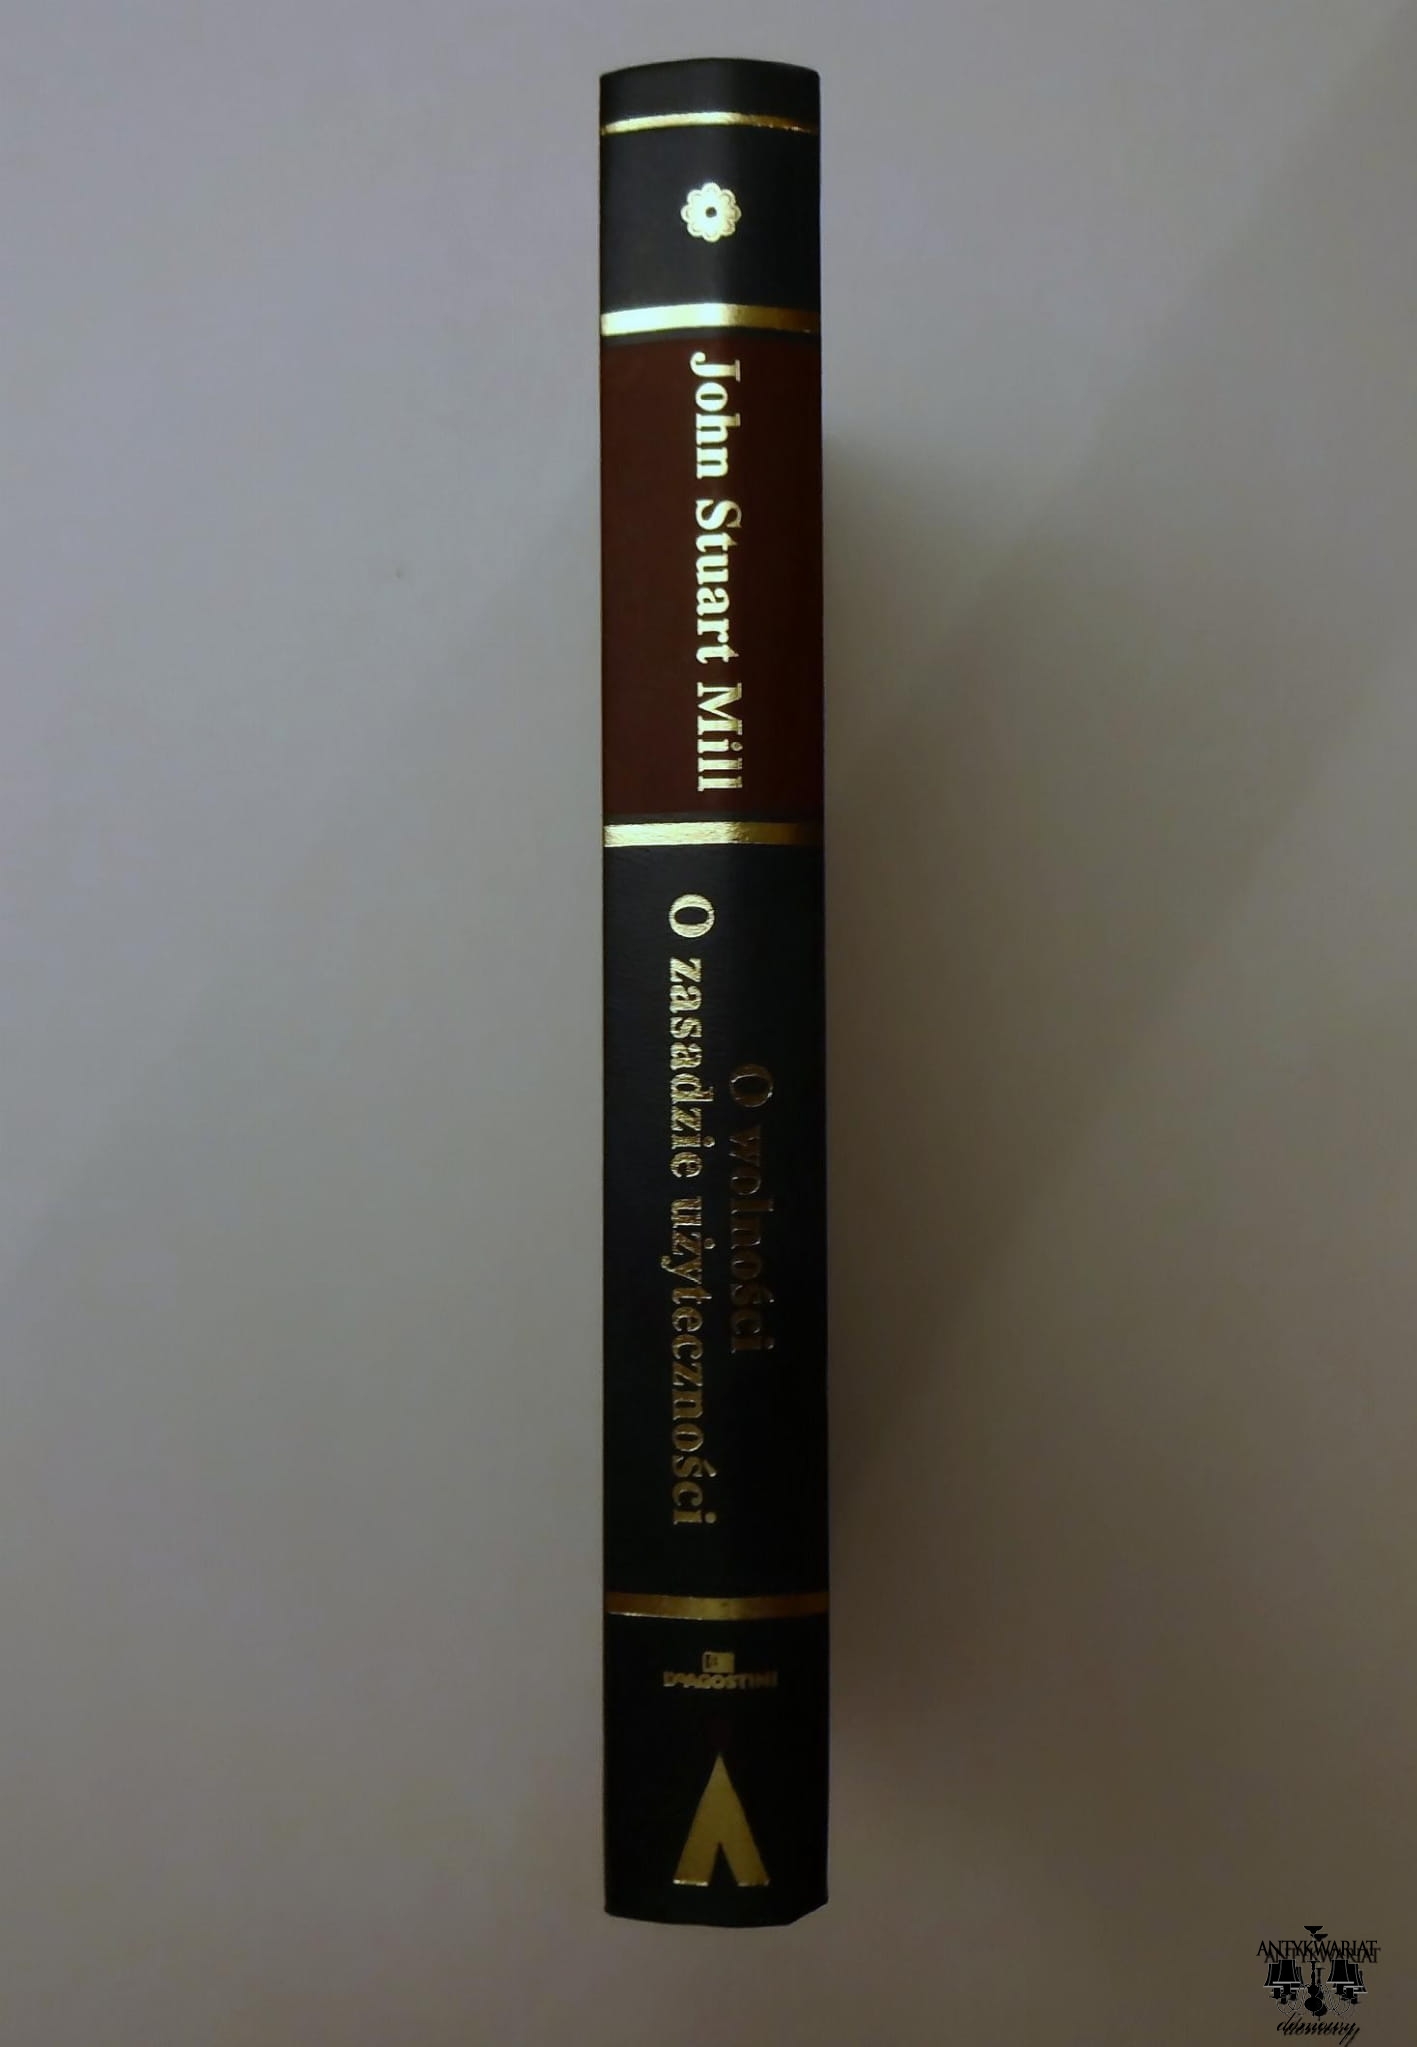 John Stuart Mill
O wolności
O zasadzie użyteczności
DeAGOSTINI
ANTYKWARIAT